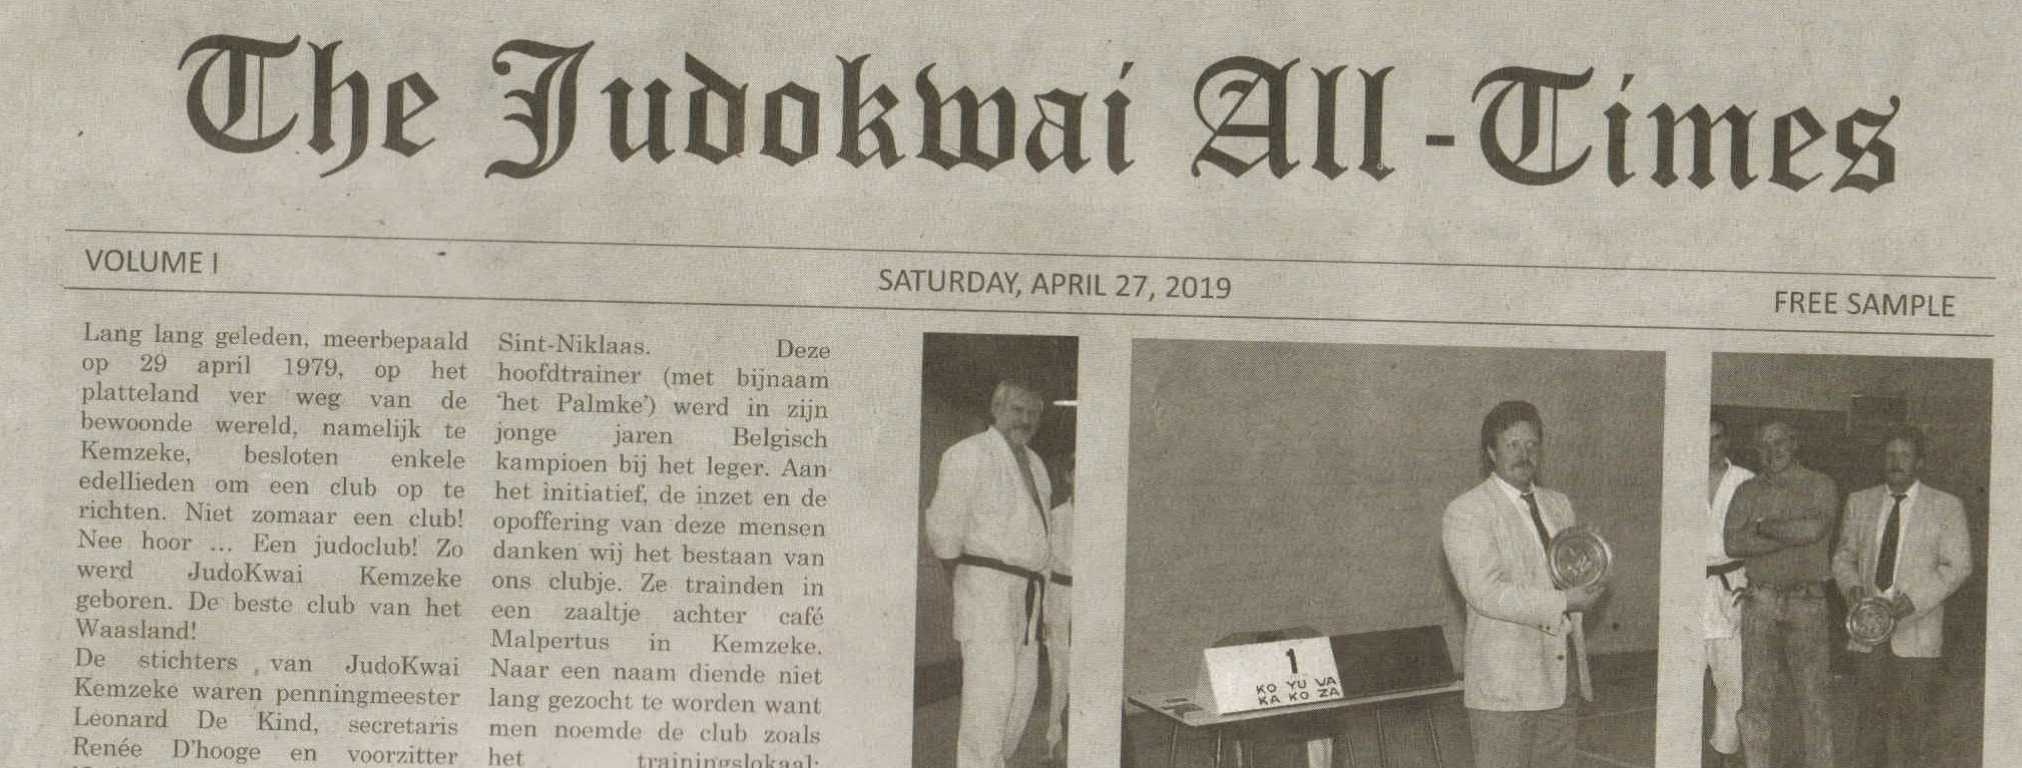 The Judokwai All-Times
VOLUME I
SATURDAY, APRIL 27, 2019
FREE SAMPLE
Lang lang geleden, meerbepaald
op 29 april 1979, op het
platteland ver weg van de
bewoonde wereld, namelijk te
Kemzeke, besloten enkele
edellieden om een club op te
richten. Niet zomaar een club!
Nee hoor ... Een judoclub! Zo
werd JudoKwai Kemzeke
geboren. De beste club van het
Waasland!
De stichters van JudoKwai
Kemzeke waren penningmeester
Leonard De Kind, secretaris
Renée D'hooge en voorzitter
Sint-Niklaas. Deze
hoofdtrainer (met bijnaam
'het Palmke') werd in zijn
jonge jaren Belgisch
kampioen bij het leger. Aan
het initiatief, de inzet en de
opoffering van deze mensen
danken wij het bestaan van
ons clubje. Ze trainden in
een zaaltje achter café
Malpertus in Kemzeke.
Naar een naam diende niet
lang gezocht te worden want
men noemde de club zoals
het trainingslokaal:
1
KO YU WA
KA KO ZA